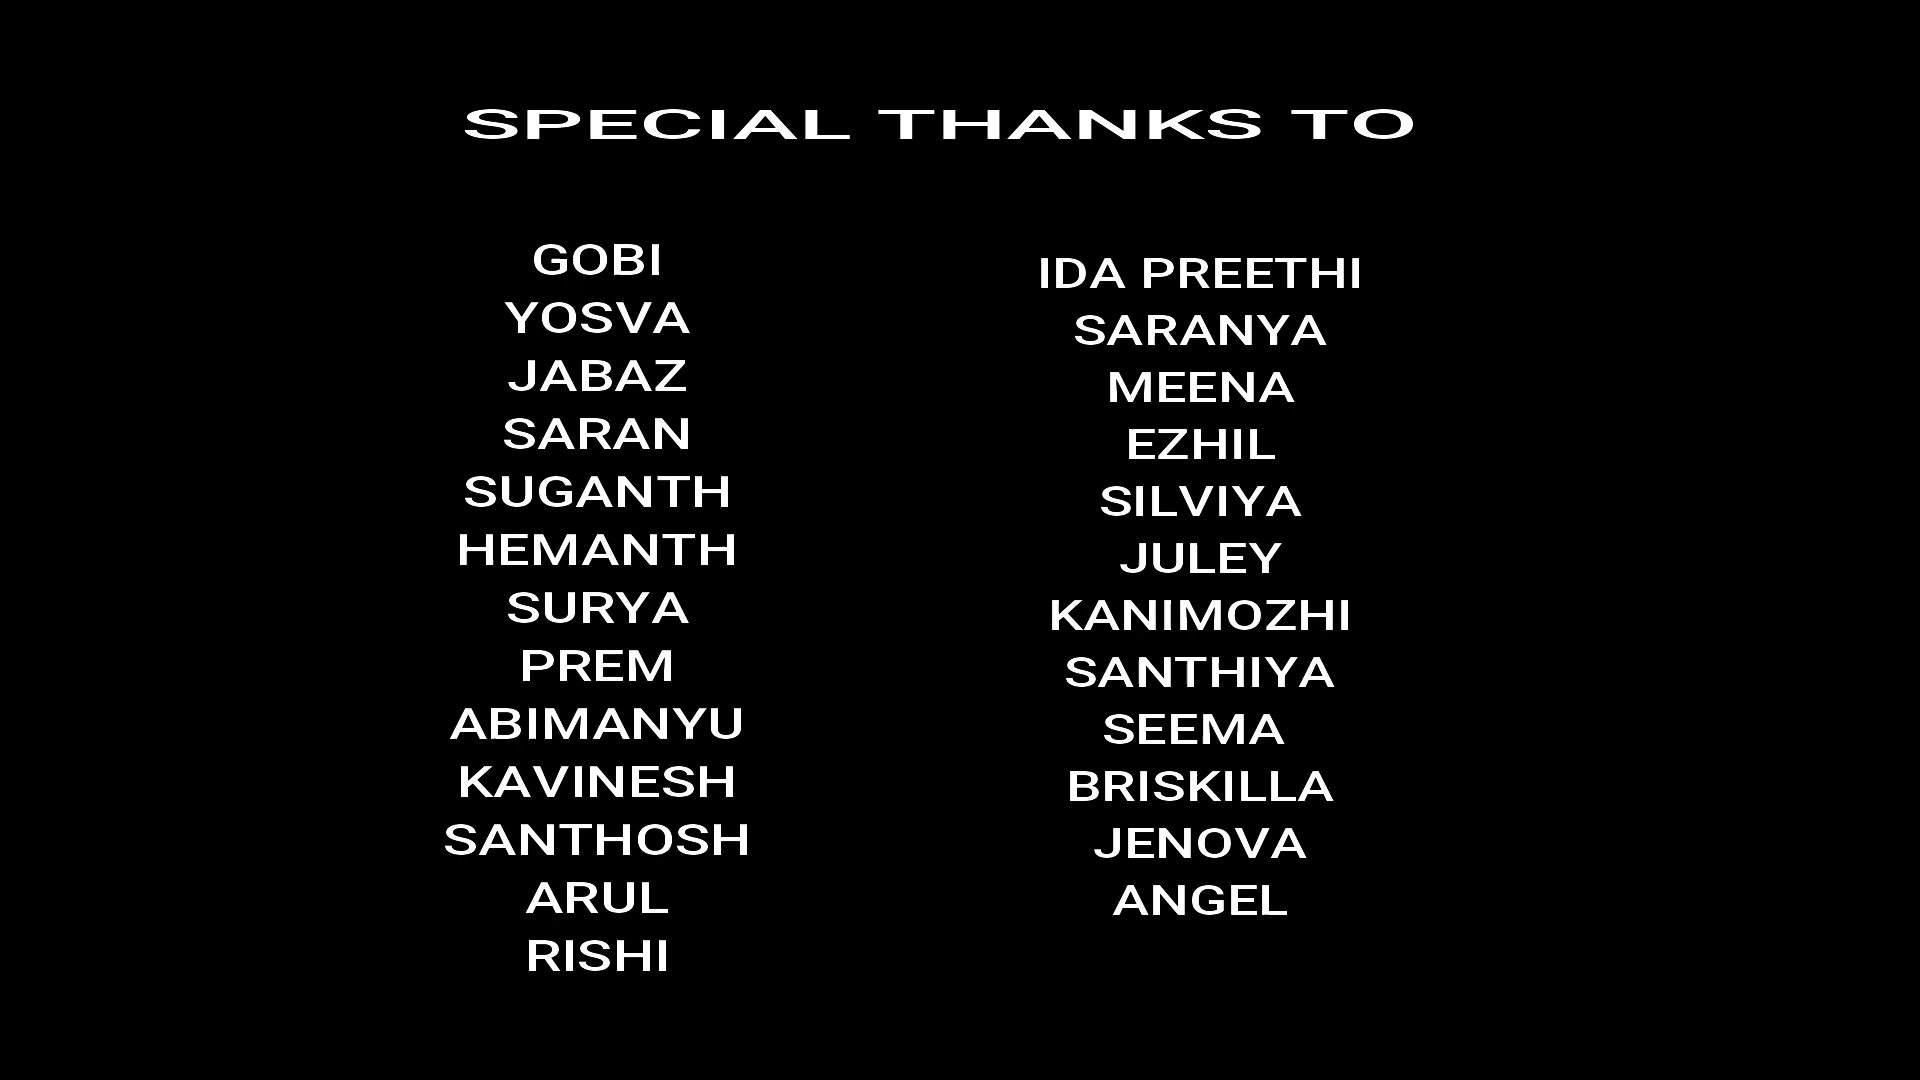 SPECIAL THANKS TO
GOBI
YOSVA
JABAZ
SARAN
SUGANTH
HEMANTH
SURYA
PREM
ABIMANYU
KAVINESH
SANTHOSH
ARUL
RISHI
IDA PREETHI
SARANYA
MEENA
EZHIL
SILVIYA
JULEY
KANIMOZHI
SANTHIYA
SEEMA
BRISKILLA
JENOVA
ANGEL